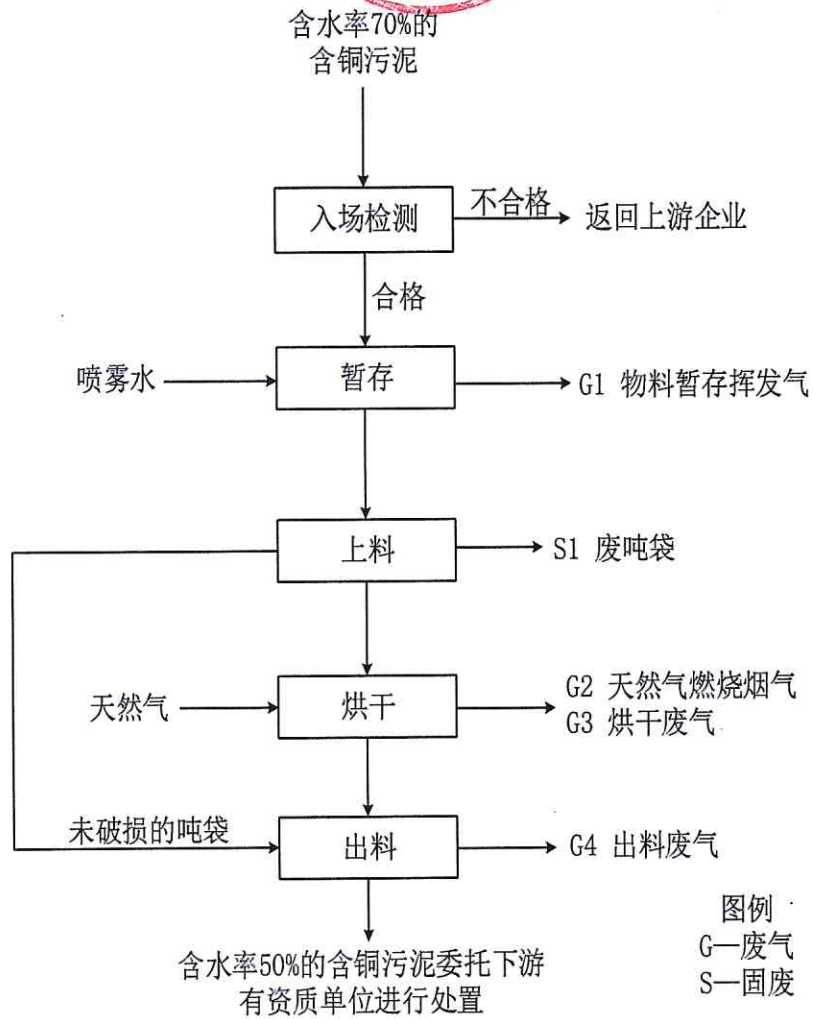 含水率70%的
含铜污泥
入场检测
不合格
返回上游企业
合格
喷雾水
暂存
G1 物料暂存挥发气
上料
S1 废吨袋
天然气
烘干
G2 天然气燃烧烟气
G3 烘干废气
未破损的吨袋
出料
G4 出料废气
含水率50%的含铜污泥委托下游
有资质单位进行处置
图例
G—废气
S—固废